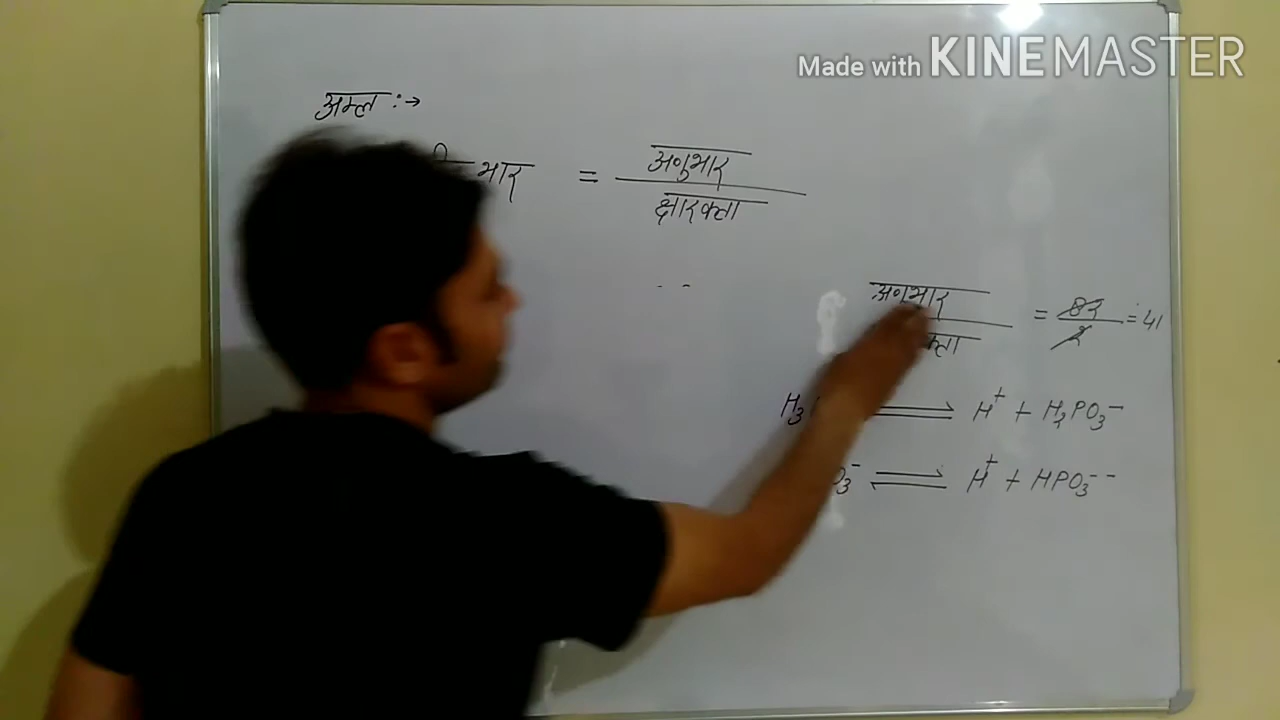 Made with KINEMASTER
अम्ल :→
भार = अणुभार / क्षारकता
अणुभार / क्ता = 82 / 2 = 41
H3 ⇌ H+ + H2PO3-
O3- ⇌ H+ + HPO3--